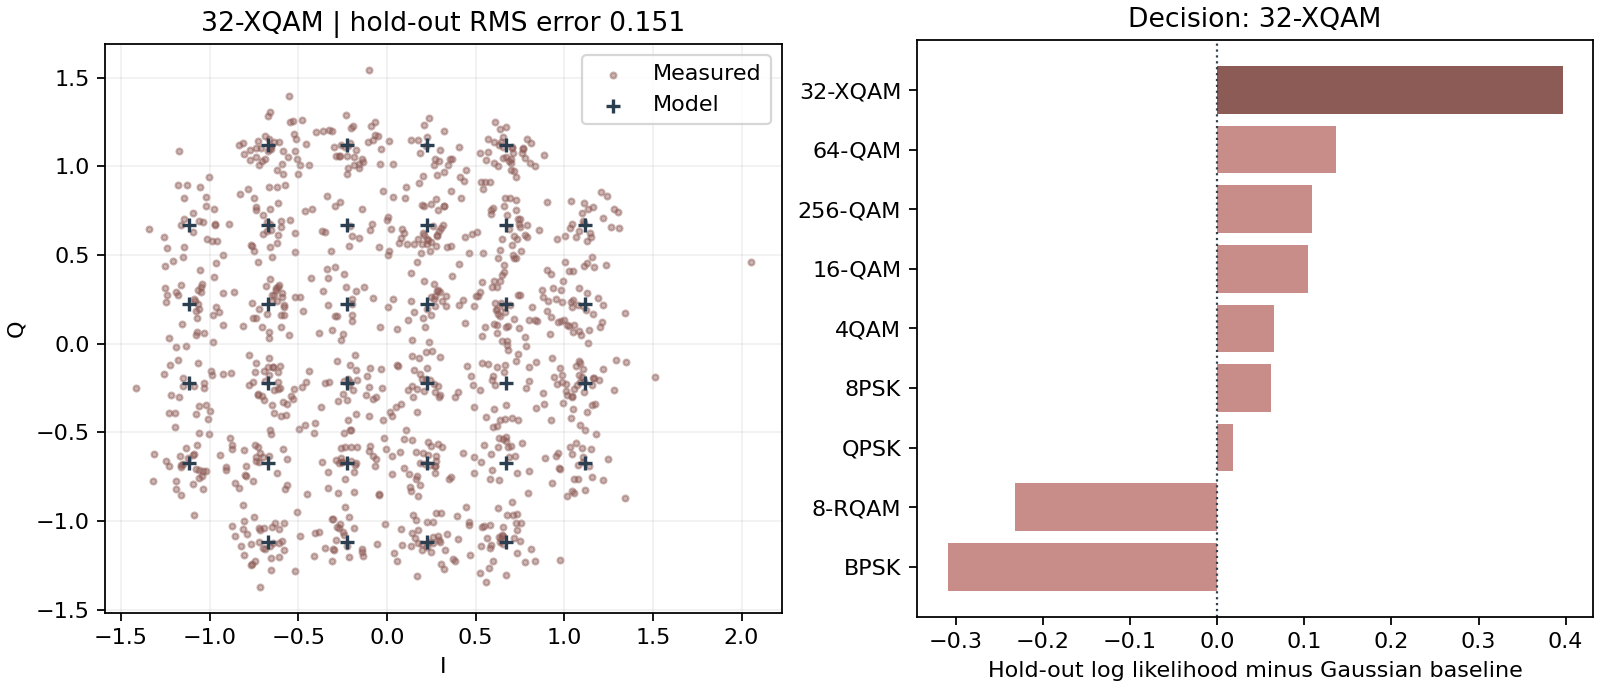 32-XQAM | hold-out RMS error 0.151
Measured
Model
1.5
1.0
0.5
0.0
−0.5
−1.0
−1.5
Q
−1.5
−1.0
−0.5
0.0
0.5
1.0
1.5
2.0
I
Decision: 32-XQAM
32-XQAM
64-QAM
256-QAM
16-QAM
4QAM
8PSK
QPSK
8-RQAM
BPSK
−0.3
−0.2
−0.1
0.0
0.1
0.2
0.3
0.4
Hold-out log likelihood minus Gaussian baseline